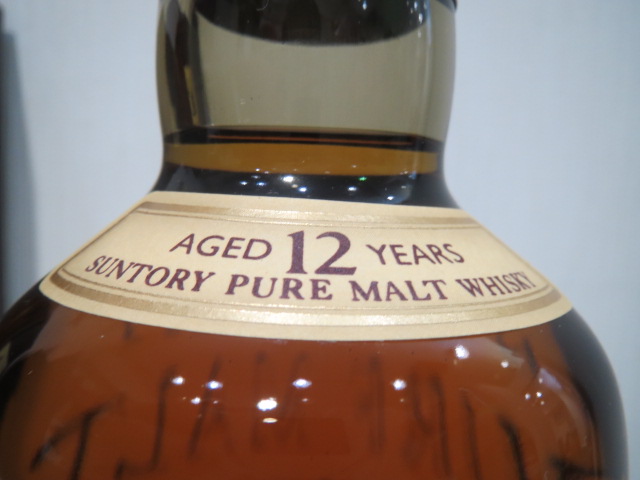 AGED 12 YEARS
SUNTORY PURE MALT WHISKY